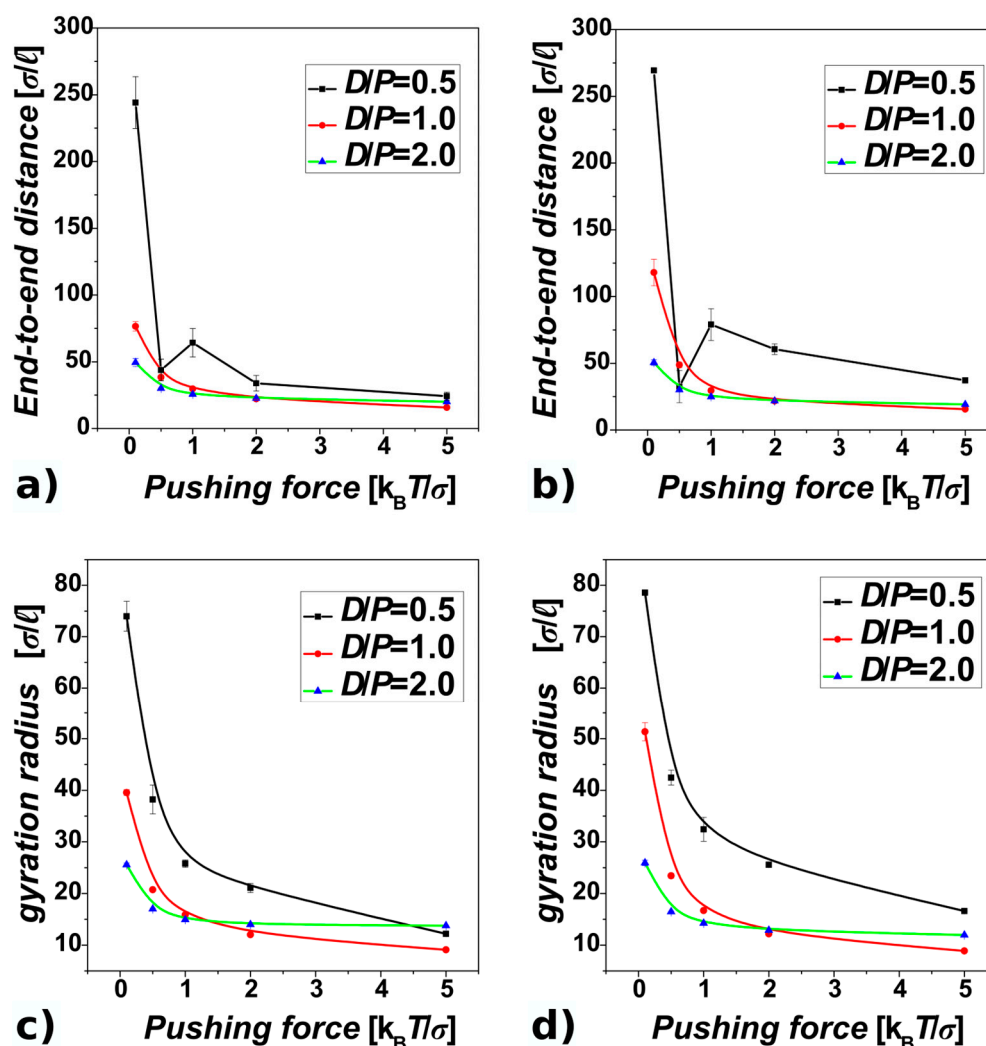 End-to-end distance [σ/ℓ]
300
250
200
150
100
50
0
D/P=0.5
D/P=1.0
D/P=2.0
0 1 2 3 4 5
Pushing force [k_BT/σ]
a)
End-to-end distance [σ/ℓ]
300
250
200
150
100
50
0
D/P=0.5
D/P=1.0
D/P=2.0
0 1 2 3 4 5
Pushing force [k_BT/σ]
b)
gyration radius [σ/ℓ]
80
70
60
50
40
30
20
10
D/P=0.5
D/P=1.0
D/P=2.0
0 1 2 3 4 5
Pushing force [k_BT/σ]
c)
gyration radius [σ/ℓ]
80
70
60
50
40
30
20
10
D/P=0.5
D/P=1.0
D/P=2.0
0 1 2 3 4 5
Pushing force [k_BT/σ]
d)